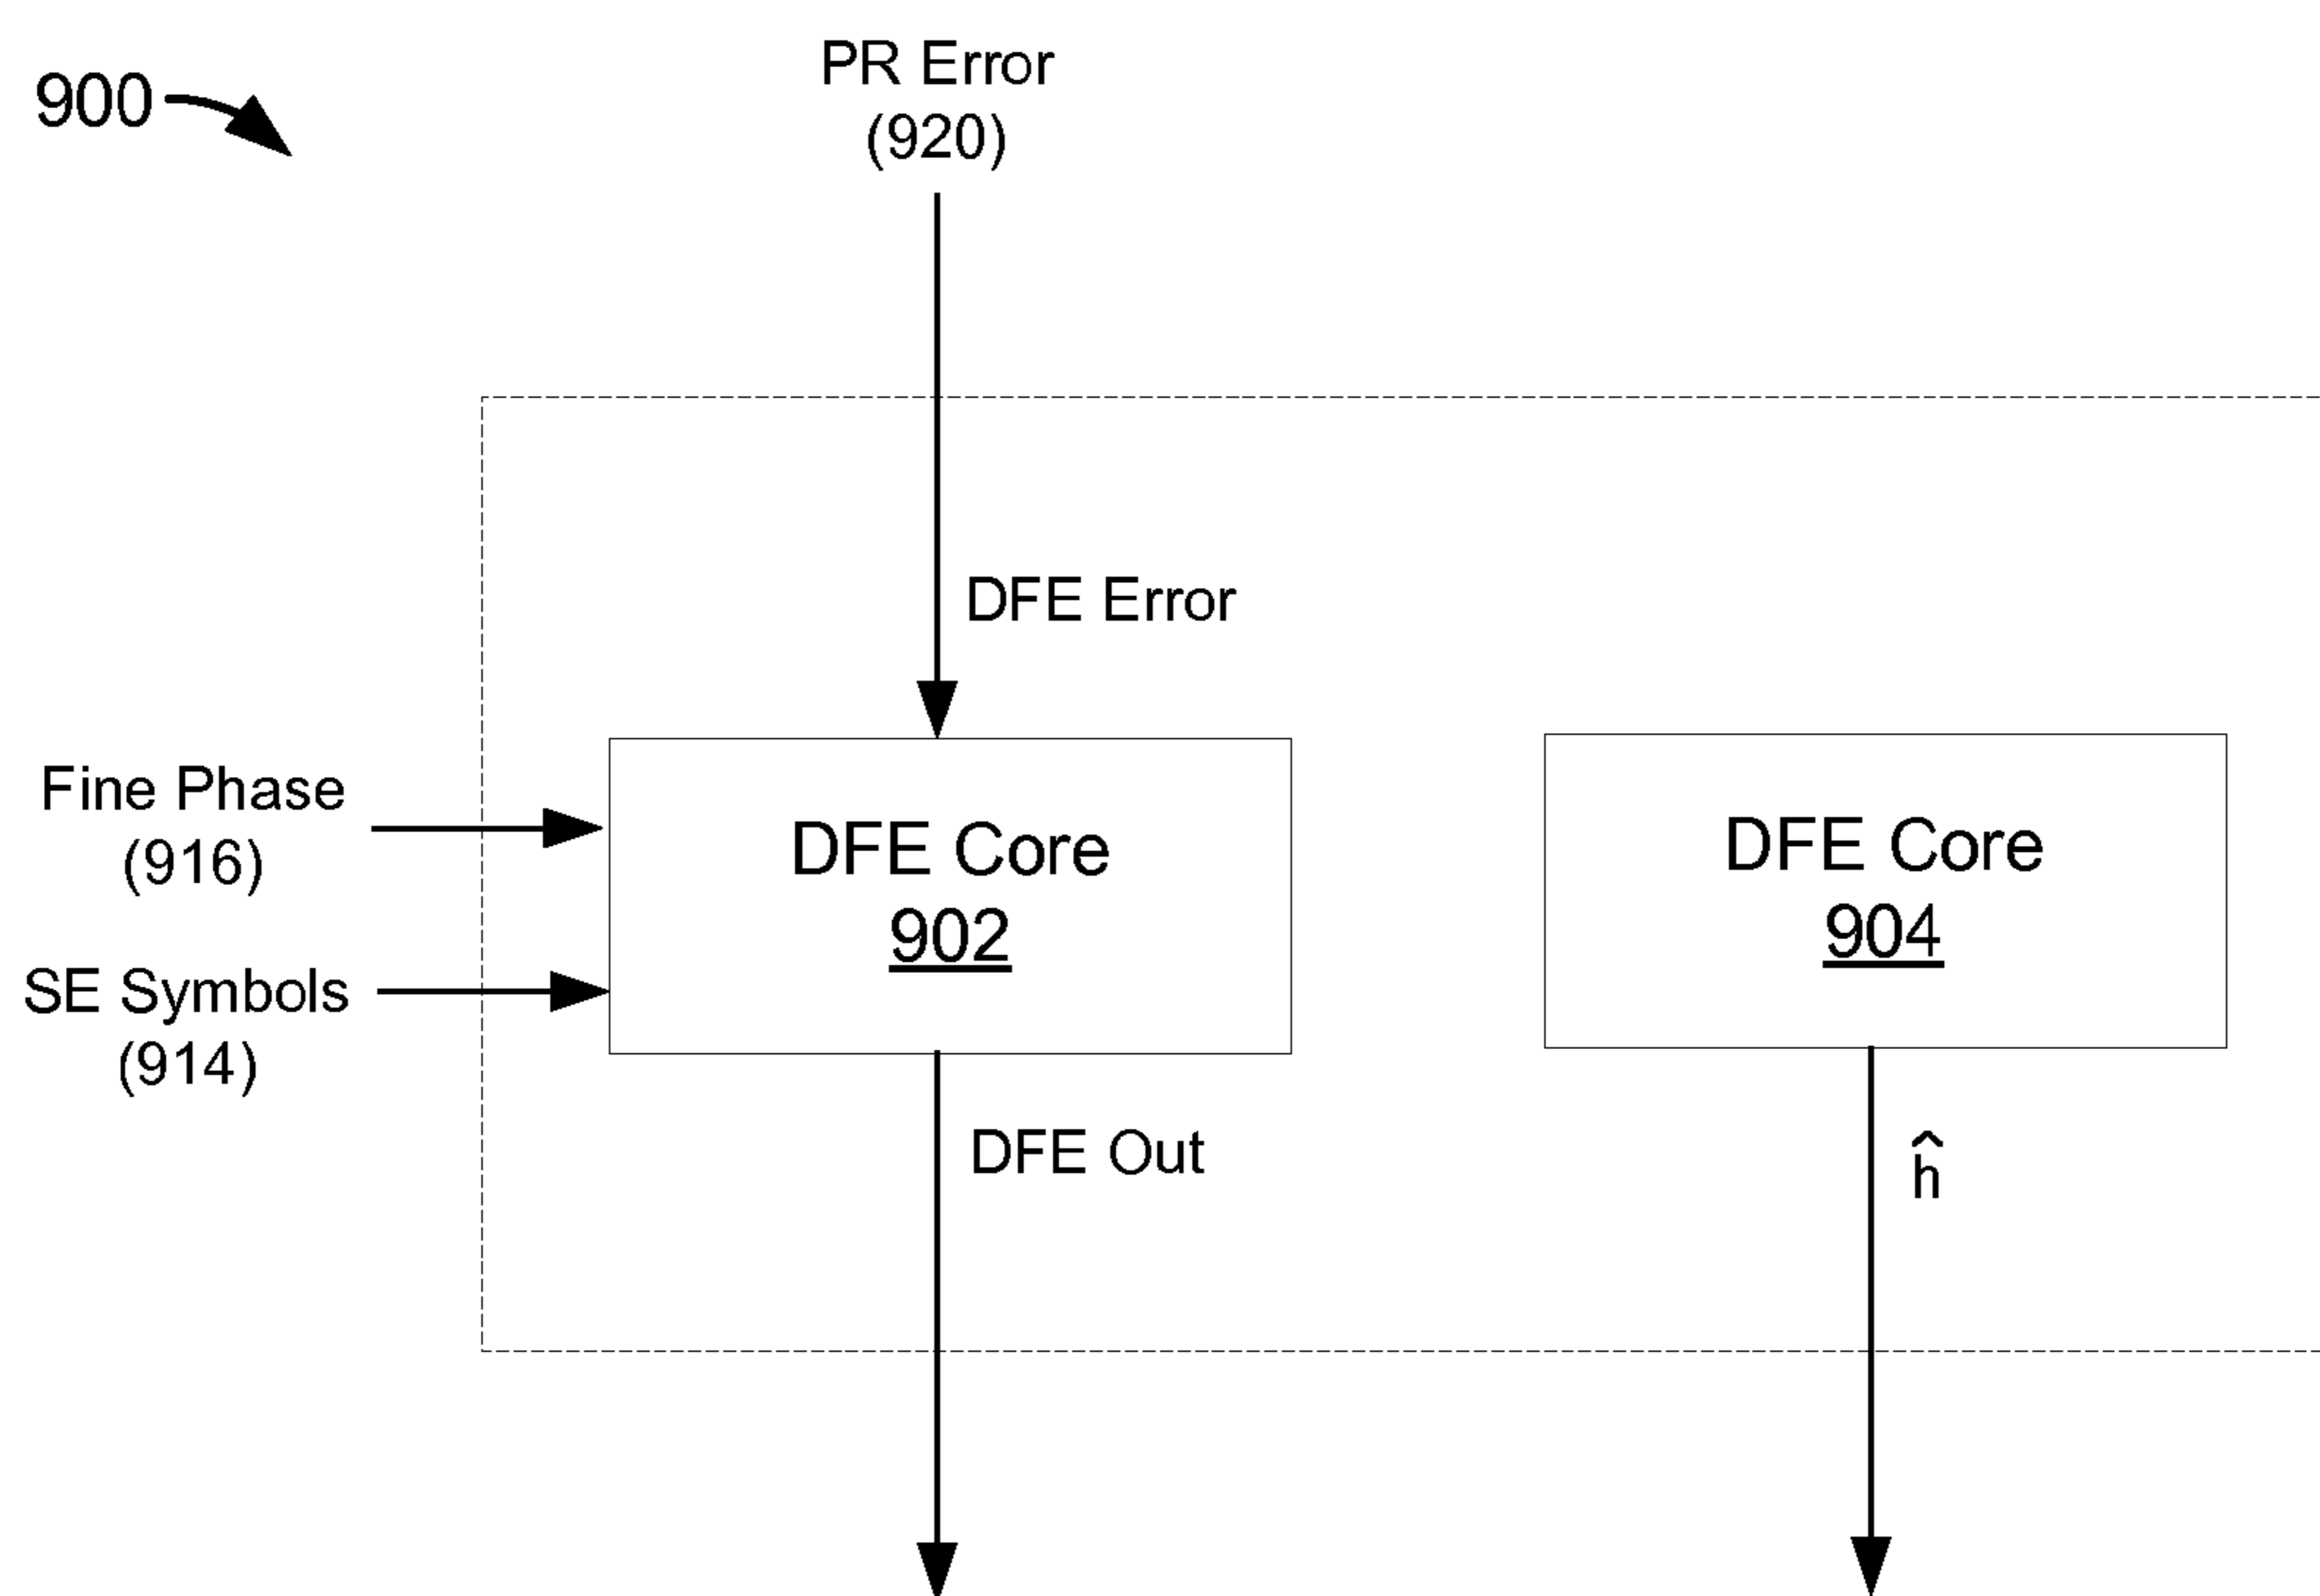 900
PR Error
(920)
DFE Error
Fine Phase
(916)
SE Symbols
(914)
DFE Core
902
DFE Core
904
DFE Out
ĥ